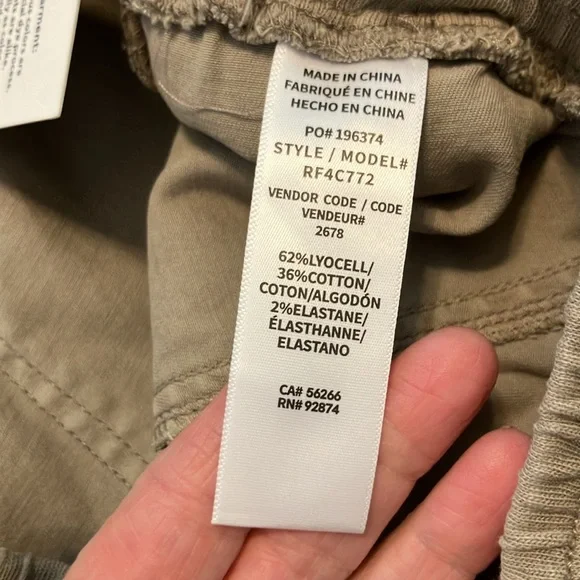 MADE IN CHINA
FABRIQUÉ EN CHINE
HECHO EN CHINA
PO# 196374
STYLE / MODEL#
RF4C772
VENDOR CODE / CODE
VENDEUR#
2678
62%LYOCELL/
36%COTTON/
COTON/ALGODÓN
2%ELASTANE/
ÉLASTHANNE/
ELASTANO
CA# 56266
RN# 92874